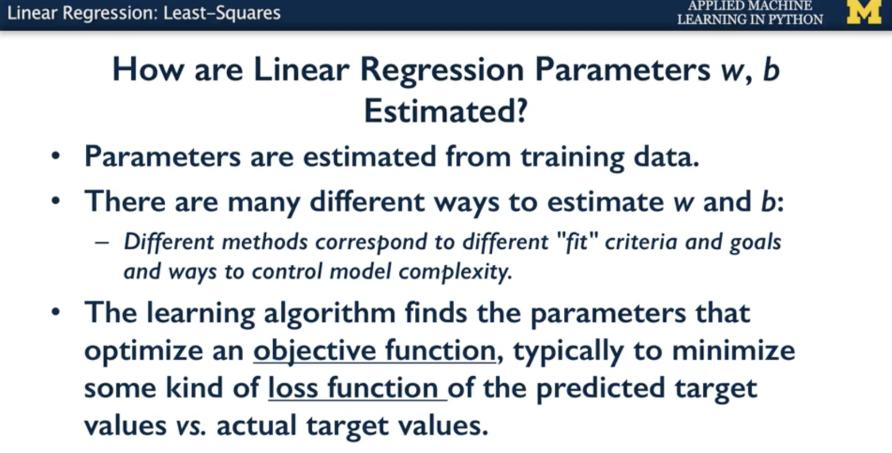 Linear Regression: Least-Squares
APPLIED MACHINE
LEARNING IN PYTHON
M
How are Linear Regression Parameters w, b
Estimated?
• Parameters are estimated from training data.
• There are many different ways to estimate w and b:
– Different methods correspond to different "fit" criteria and goals
and ways to control model complexity.
• The learning algorithm finds the parameters that
optimize an objective function, typically to minimize
some kind of loss function of the predicted target
values vs. actual target values.